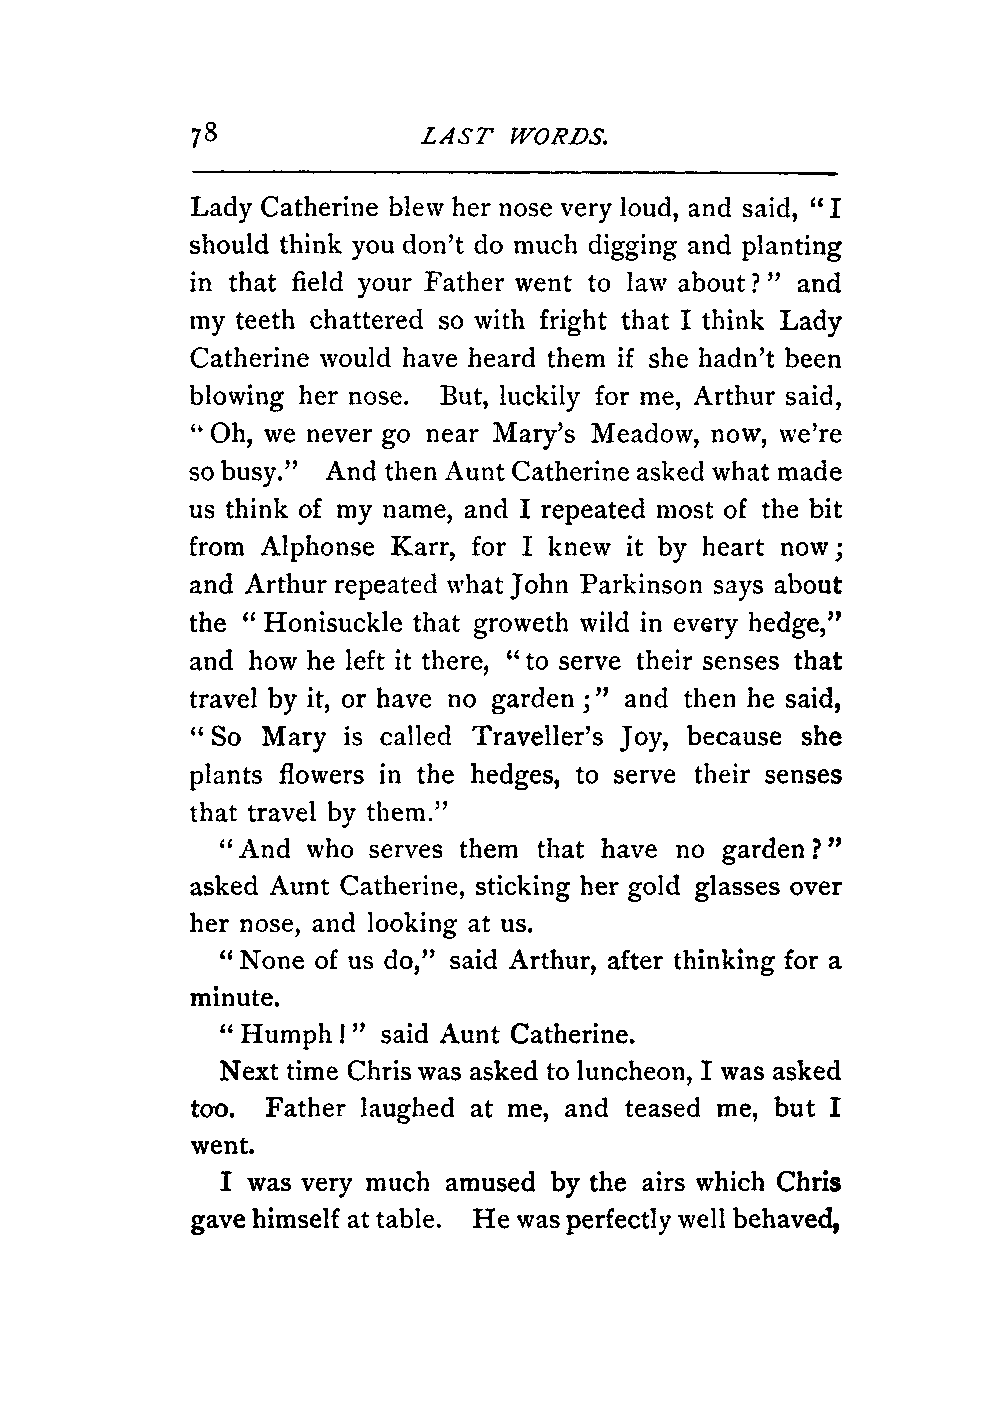 78 LAST WORDS.
Lady Catherine blew her nose very loud, and said, “I
should think you don’t do much digging and planting
in that field your Father went to law about?” and
my teeth chattered so with fright that I think Lady
Catherine would have heard them if she hadn’t been
blowing her nose. But, luckily for me, Arthur said,
“Oh, we never go near Mary’s Meadow, now, we’re
so busy.” And then Aunt Catherine asked what made
us think of my name, and I repeated most of the bit
from Alphonse Karr, for I knew it by heart now;
and Arthur repeated what John Parkinson says about
the “Honisuckle that groweth wild in every hedge,”
and how he left it there, “to serve their senses that
travel by it, or have no garden;” and then he said,
“So Mary is called Traveller’s Joy, because she
plants flowers in the hedges, to serve their senses
that travel by them.”
“And who serves them that have no garden?”
asked Aunt Catherine, sticking her gold glasses over
her nose, and looking at us.
“None of us do,” said Arthur, after thinking for a
minute.
“Humph!” said Aunt Catherine.
Next time Chris was asked to luncheon, I was asked
too. Father laughed at me, and teased me, but I
went.
I was very much amused by the airs which Chris
gave himself at table. He was perfectly well behaved,